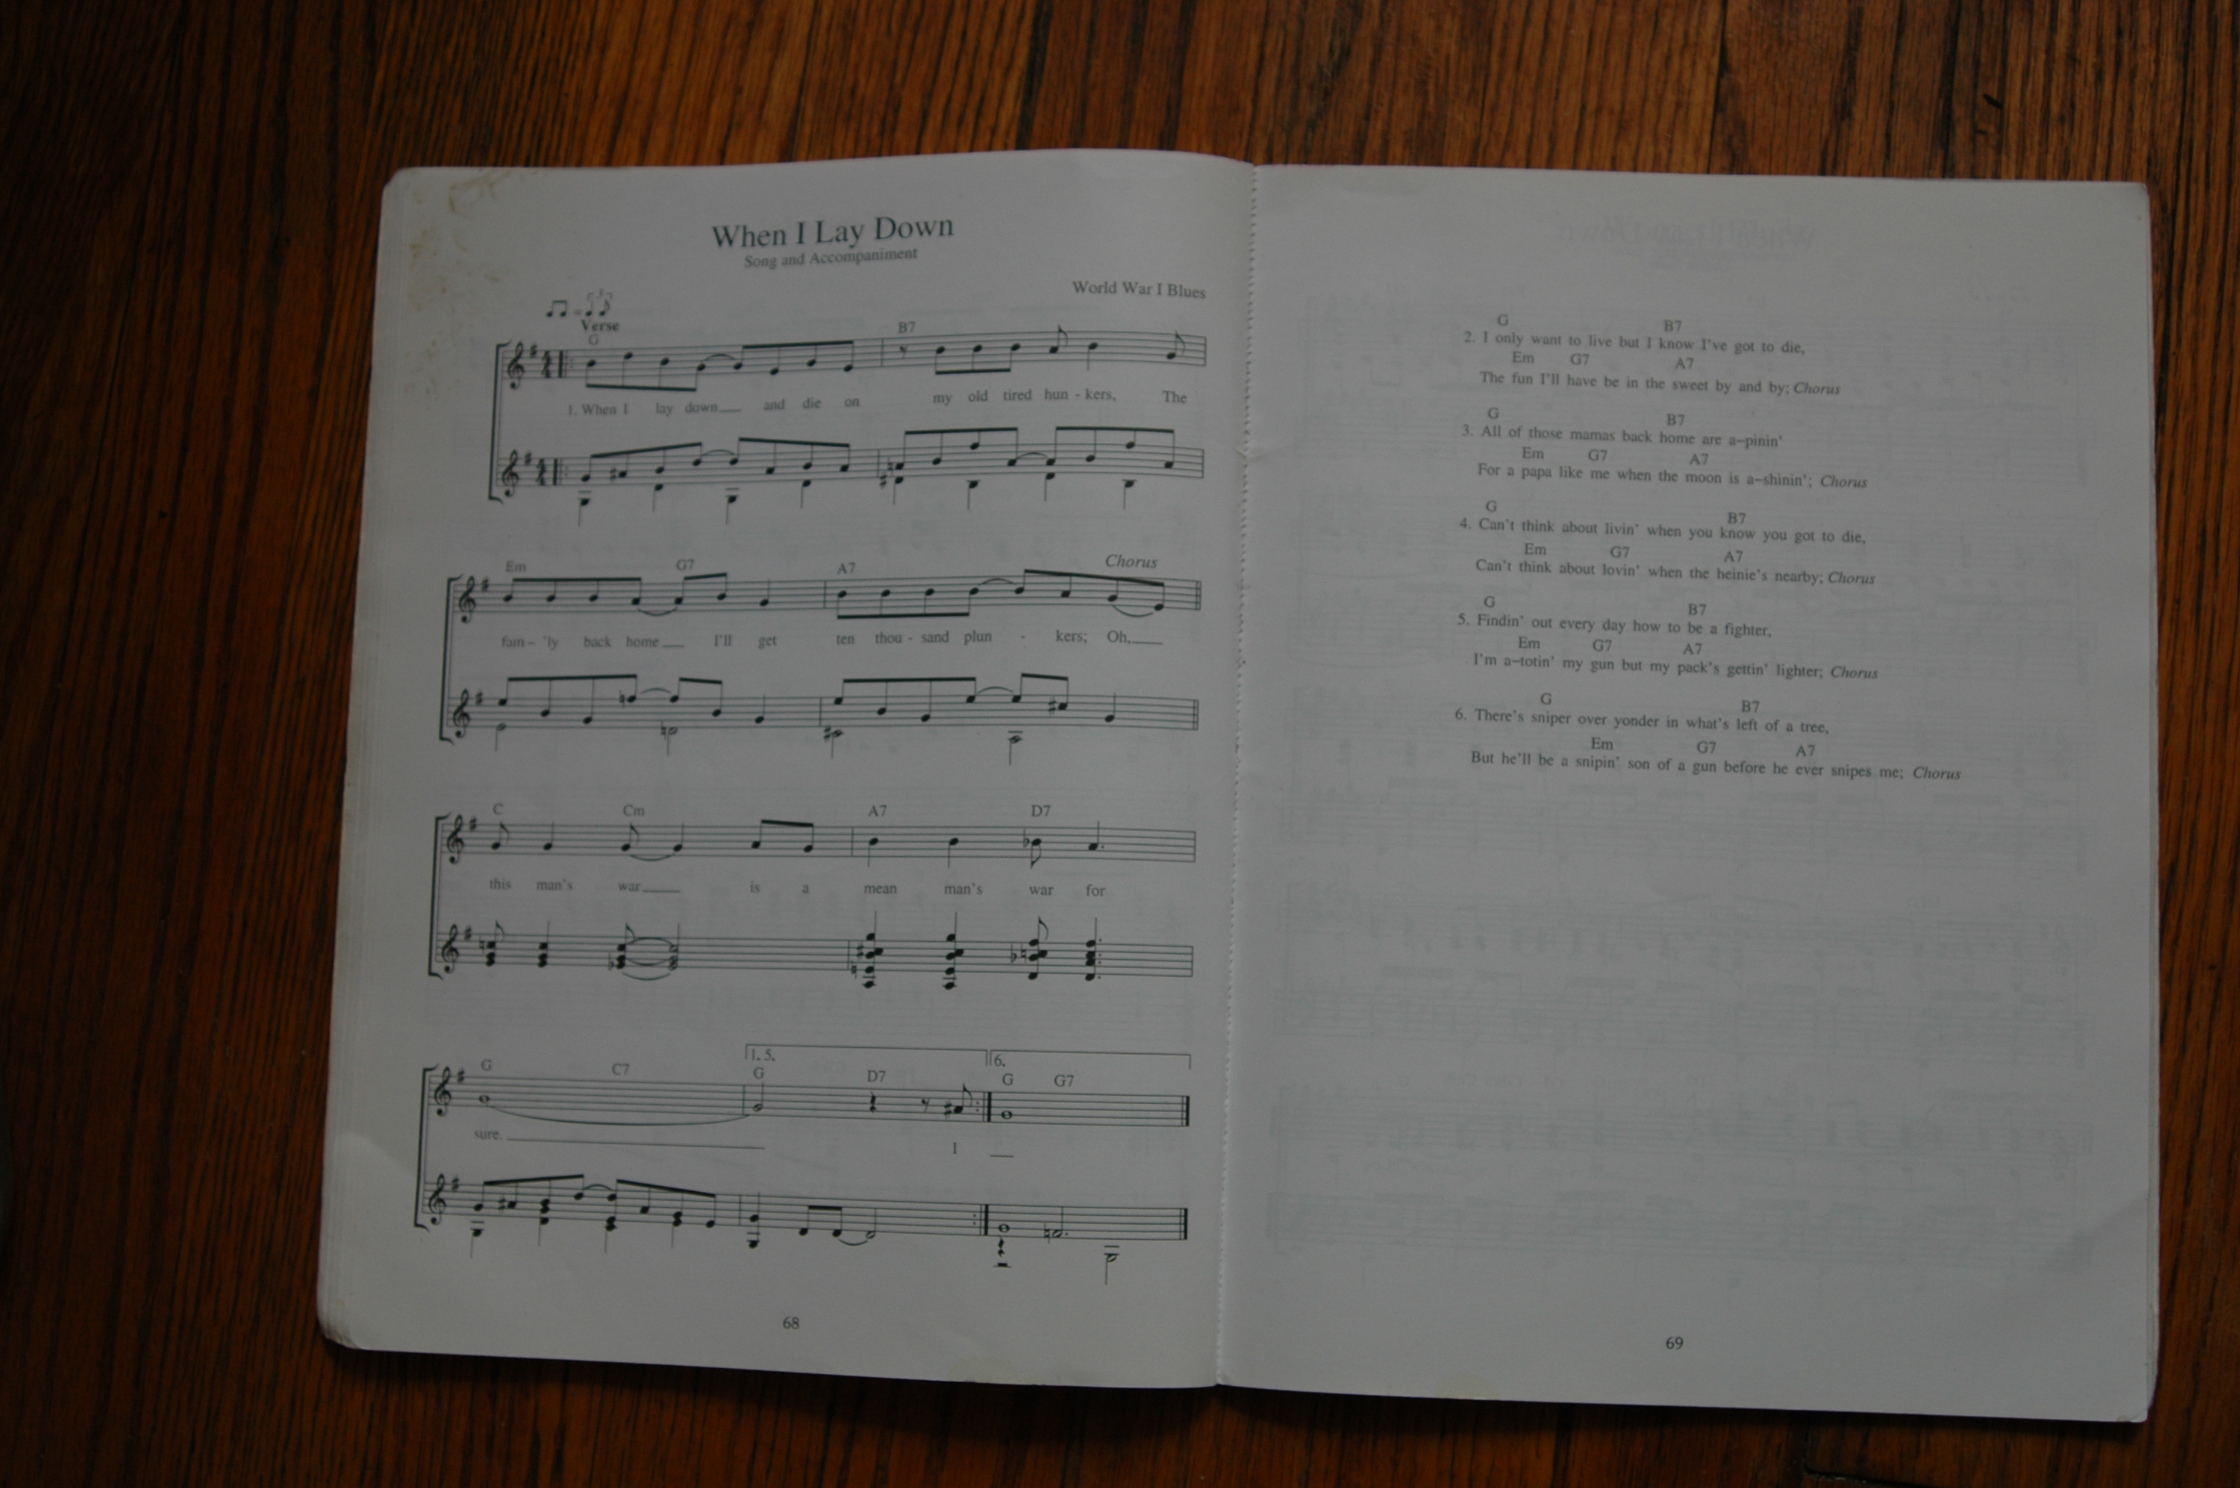 When I Lay Down
Song and Accompaniment
World War I Blues
Verse
G B7
1. When I lay down and die on my old tired hun - kers, The
Em G7 A7 Chorus
fam - 'ly back home I'll get ten thou - sand plun - kers; Oh,
C Cm A7 D7
this man's war is a mean man's war for
1. 5. 6.
G C7 G D7 G G7
sure. I
68
G B7
2. I only want to live but I know I've got to die,
Em G7 A7
The fun I'll have be in the sweet by and by; Chorus
G B7
3. All of those mamas back home are a-pinin'
Em G7 A7
For a papa like me when the moon is a-shinin'; Chorus
G B7
4. Can't think about livin' when you know you got to die,
Em G7 A7
Can't think about lovin' when the heinie's nearby; Chorus
G B7
5. Findin' out every day how to be a fighter,
Em G7 A7
I'm a-totin' my gun but my pack's gettin' lighter; Chorus
G B7
6. There's sniper over yonder in what's left of a tree,
Em G7 A7
But he'll be a snipin' son of a gun before he ever snipes me; Chorus
69